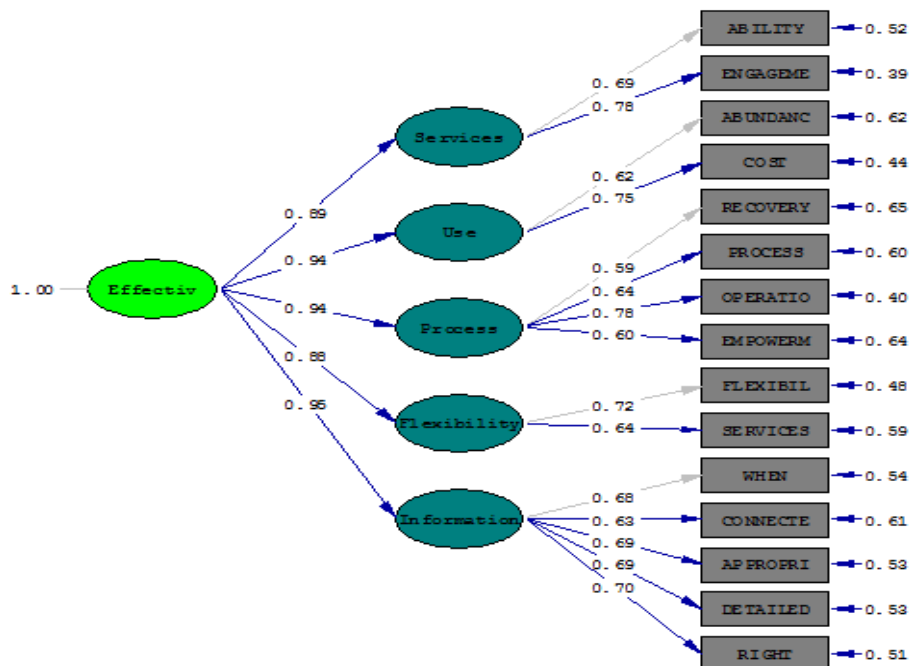 ABILITY 0.52
0.69
ENGAGEME 0.39
0.78
ABUNDANC 0.62
Services
COST 0.44
0.62
0.75
RECOVERY 0.65
0.89
Use
PROCESS 0.60
0.94
0.59
1.00 Effectiv
0.64
OPERATIO 0.40
0.94
0.78
Process
0.60
EMPOWERM 0.64
0.88
FLEXIBIL 0.48
0.95
0.72
Flexibility
0.64
SERVICES 0.59
WHEN 0.54
0.68
Information
0.63
CONNECTE 0.61
0.69
APPROPRI 0.53
0.69
0.70
DETAILED 0.53
RIGHT 0.51